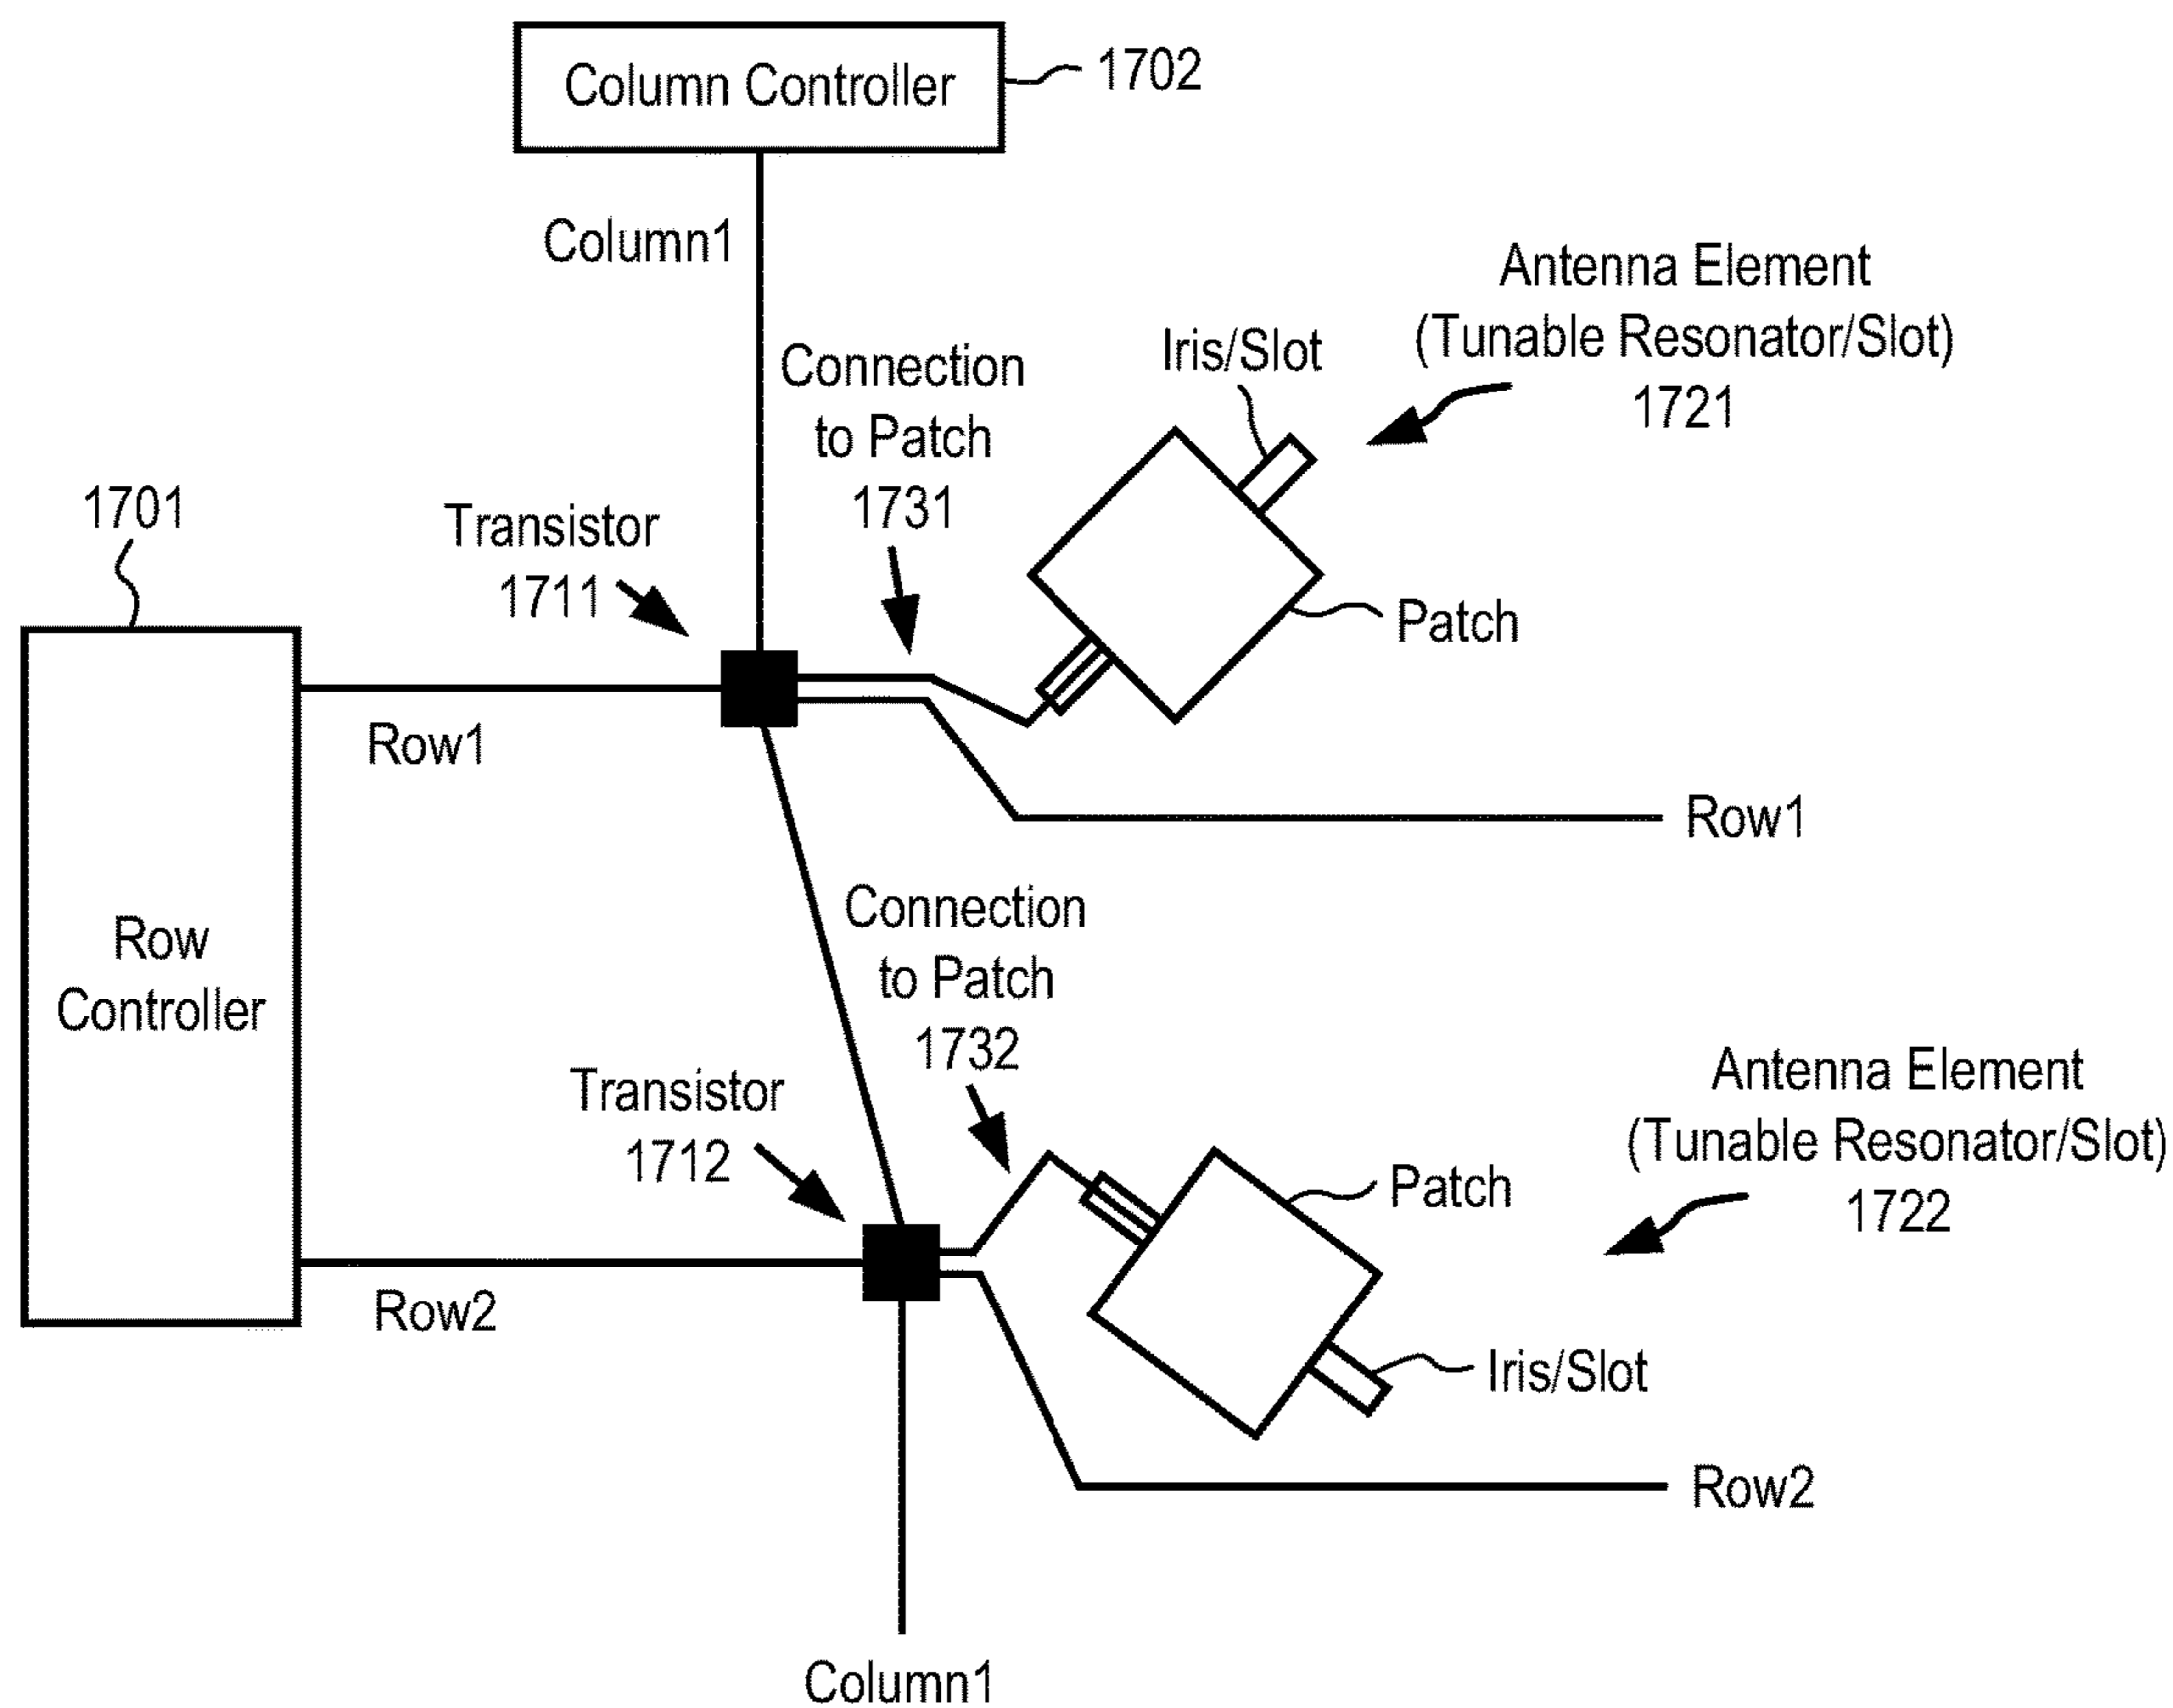 Column Controller
1702
Column1
Antenna Element
(Tunable Resonator/Slot)
1721
Iris/Slot
Connection
to Patch
1731
1701
Transistor
1711
Patch
Row1
Row1
Row
Controller
Connection
to Patch
1732
Antenna Element
(Tunable Resonator/Slot)
1722
Transistor
1712
Patch
Row2
Iris/Slot
Row2
Column1